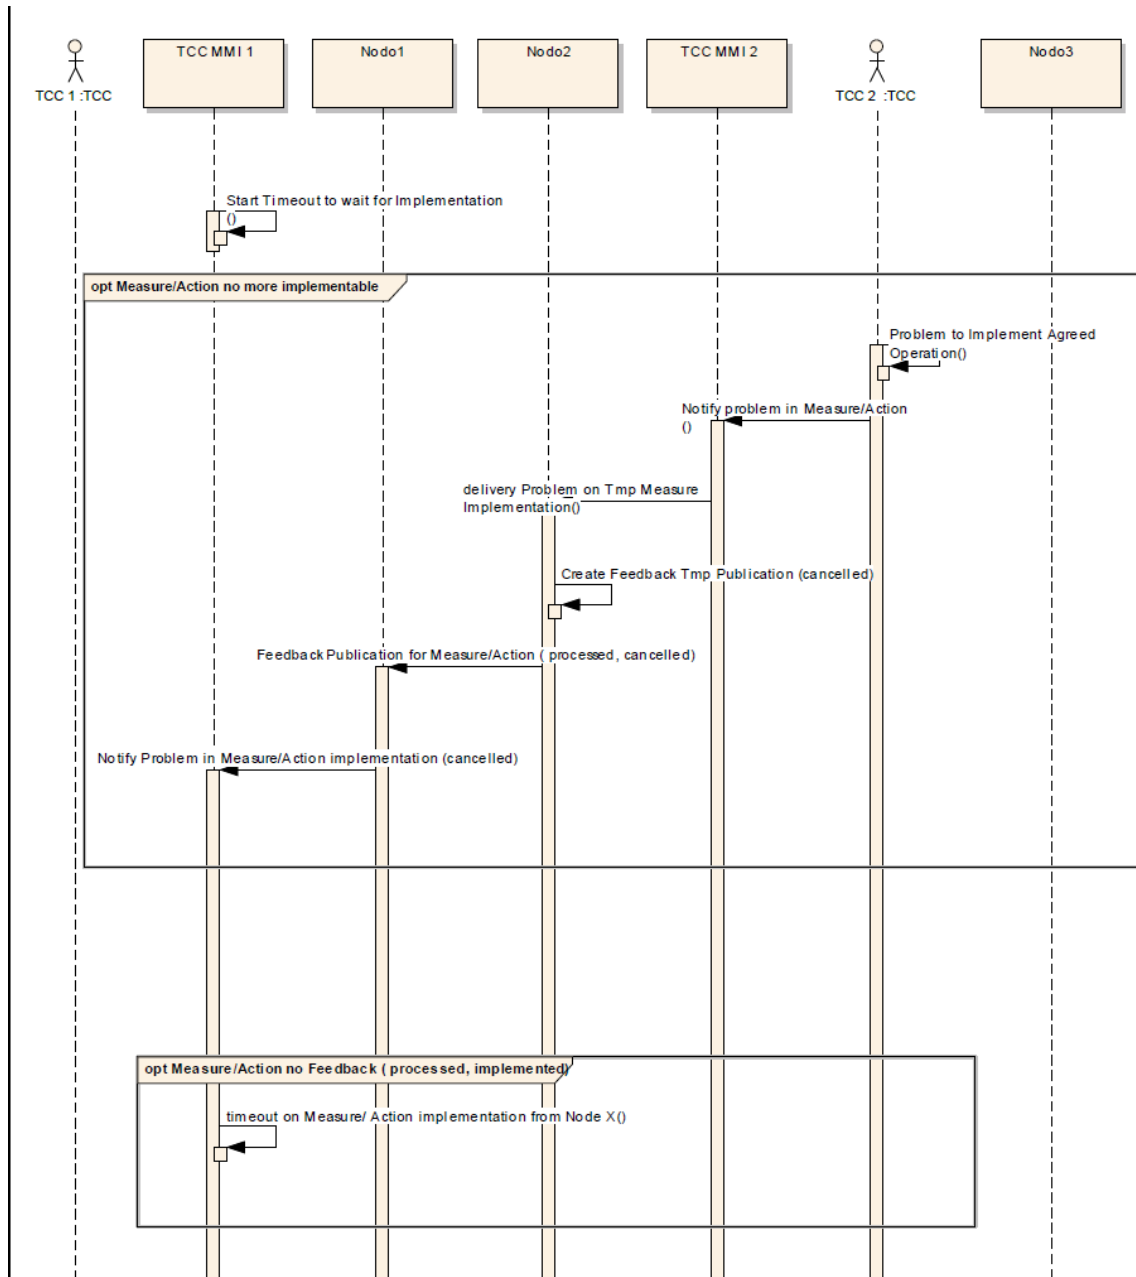 TCC MMI 1
Nodo1
Nodo2
TCC MMI 2
Nodo3
TCC 1 :TCC
TCC 2 :TCC
Start Timeout to wait for Implementation
()
opt Measure/Action no more implementable
Problem to Implement Agreed
Operation()
Notify problem in Measure/Action
()
delivery Problem on Tmp Measure
Implementation()
Create Feedback Tmp Publication (cancelled)
Feedback Publication for Measure/Action ( processed, cancelled)
Notify Problem in Measure/Action implementation (cancelled)
opt Measure/Action no Feedback ( processed, implemented)
timeout on Measure/ Action implementation from Node X()